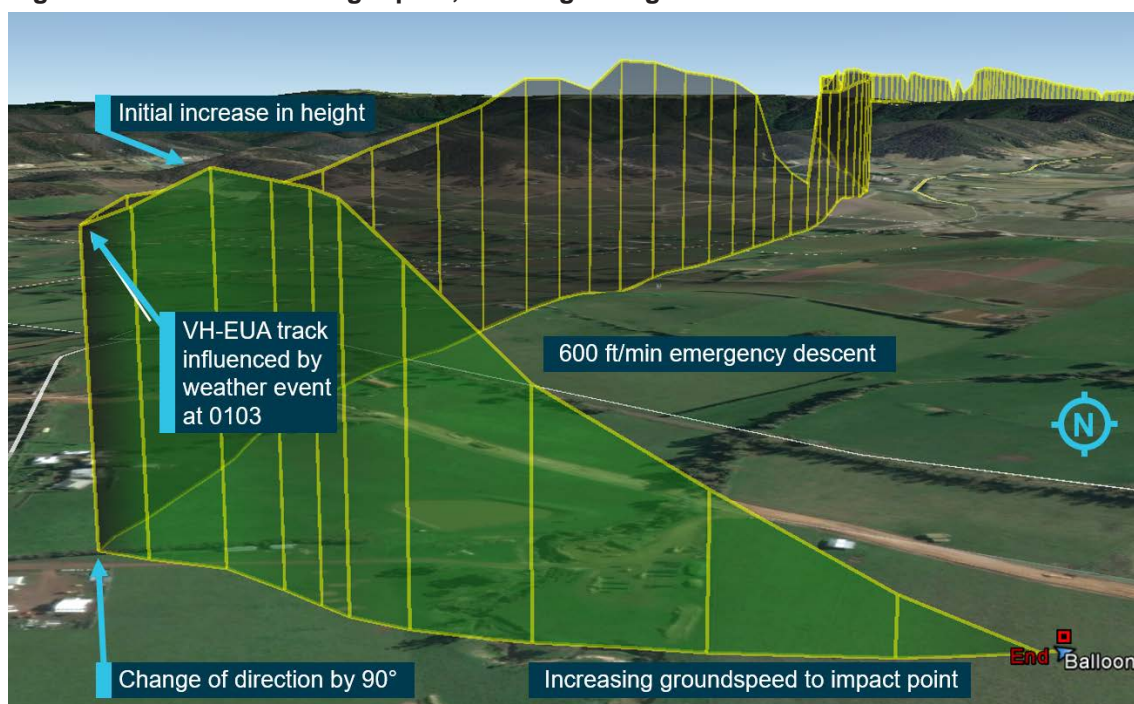 Initial increase in height
VH-EUA track
influenced by
weather event
at 0103
600 ft/min emergency descent
N
End
Balloon
Change of direction by 90°
Increasing groundspeed to impact point